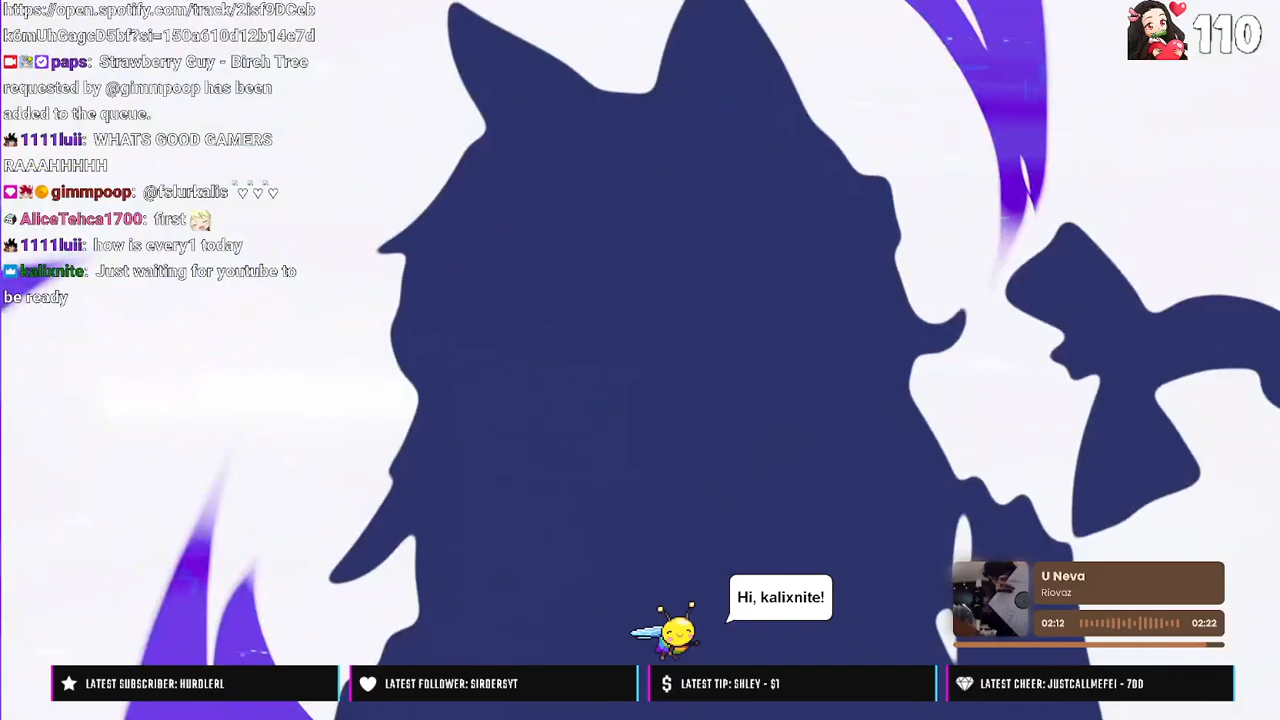 https://open.spotify.com/track/2isf9DCeb
k6mUhGagcD5bf?si=150a610d12b14e7d
paps: Strawberry Guy - Birch Tree
requested by @gimmpoop has been
added to the queue.
1111luii: WHATS GOOD GAMERS
RAAAHHHHH
gimmpoop: @fslurkalis
AliceTehca1700: first
1111luii: how is every1 today
kalixnite: Just waiting for youtube to
be ready
110
Hi, kalixnite!
U Neva
Riovaz
02:12
02:22
LATEST SUBSCRIBER: HURDLERL
LATEST FOLLOWER: SIRDERSYT
$ LATEST TIP: SHLEY - $1
LATEST CHEER: JUSTCALLMEFE! - 700